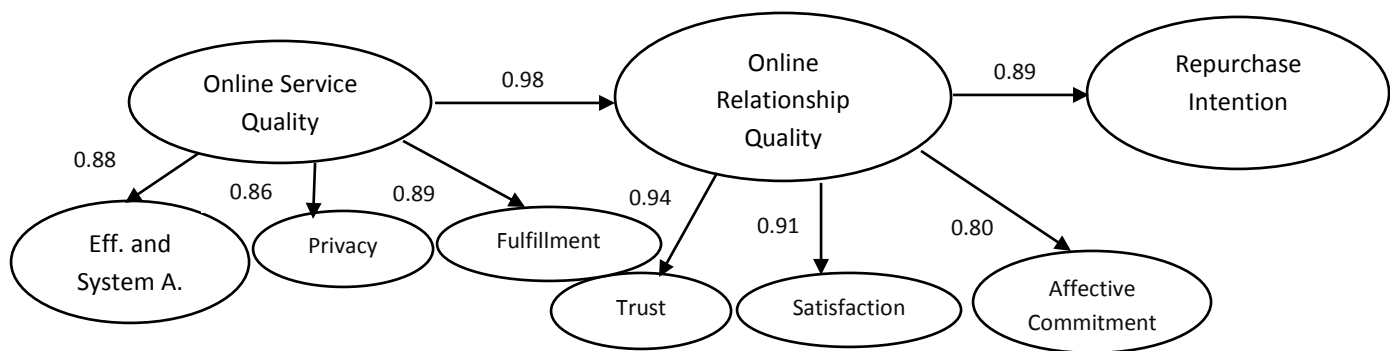 Online Service
Quality
0.98
Online
Relationship
Quality
0.89
Repurchase
Intention
0.88
0.86
0.89
0.94
0.91
0.80
Eff. and
System A.
Privacy
Fulfillment
Trust
Satisfaction
Affective
Commitment